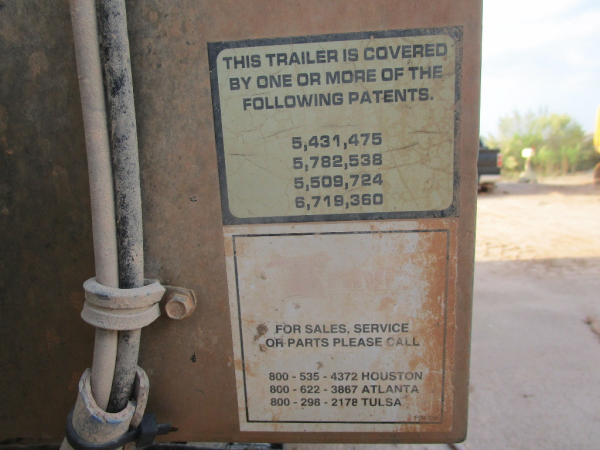 THIS TRAILER IS COVERED
BY ONE OR MORE OF THE
FOLLOWING PATENTS.
5,431,475
5,782,538
5,509,724
6,719,360
FOR SALES, SERVICE
OR PARTS PLEASE CALL
800 - 535 - 4372 HOUSTON
800 - 622 - 3867 ATLANTA
800 - 298 - 2178 TULSA